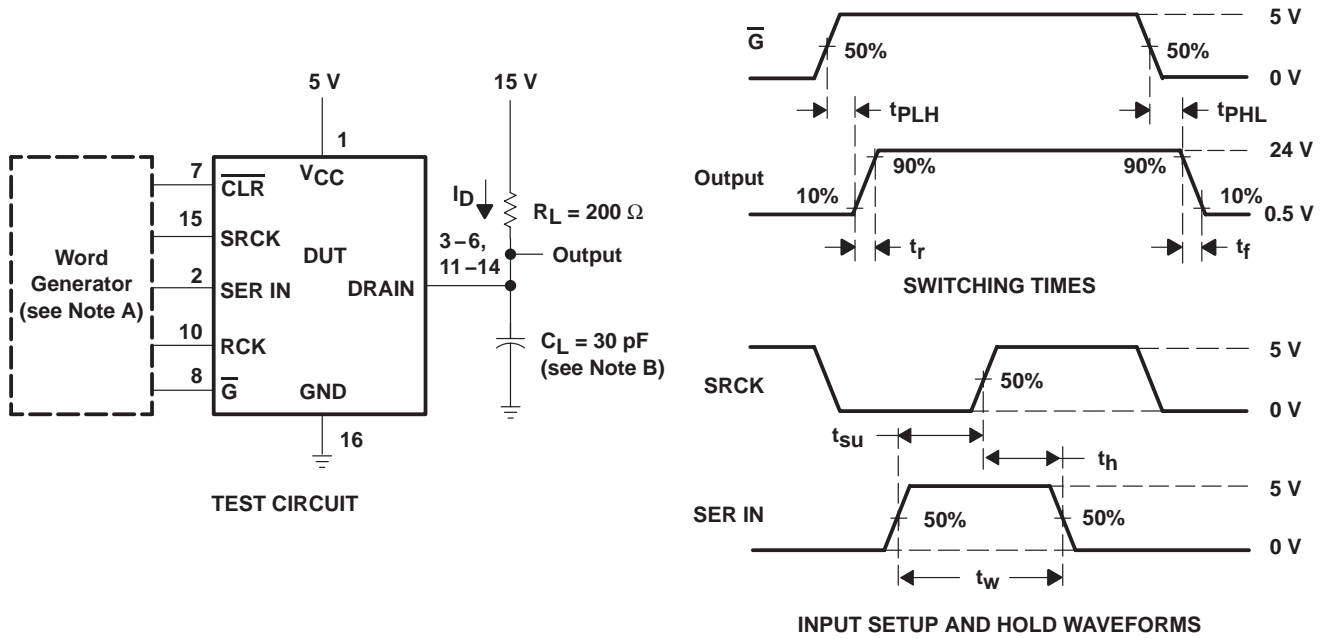 5 V
15 V
1
VCC
Word
Generator
(see Note A)
7
CLR
15
SRCK
2
SER IN
10
RCK
8
G
DUT
DRAIN
GND
16
ID
RL = 200 Ω
3–6,
11–14
Output
CL = 30 pF
(see Note B)
TEST CIRCUIT
G
50%
50%
5 V
0 V
tPLH
tPHL
Output
10%
90%
90%
10%
24 V
0.5 V
tr
tf
SWITCHING TIMES
SRCK
50%
5 V
0 V
tsu
th
SER IN
50%
50%
5 V
0 V
tw
INPUT SETUP AND HOLD WAVEFORMS